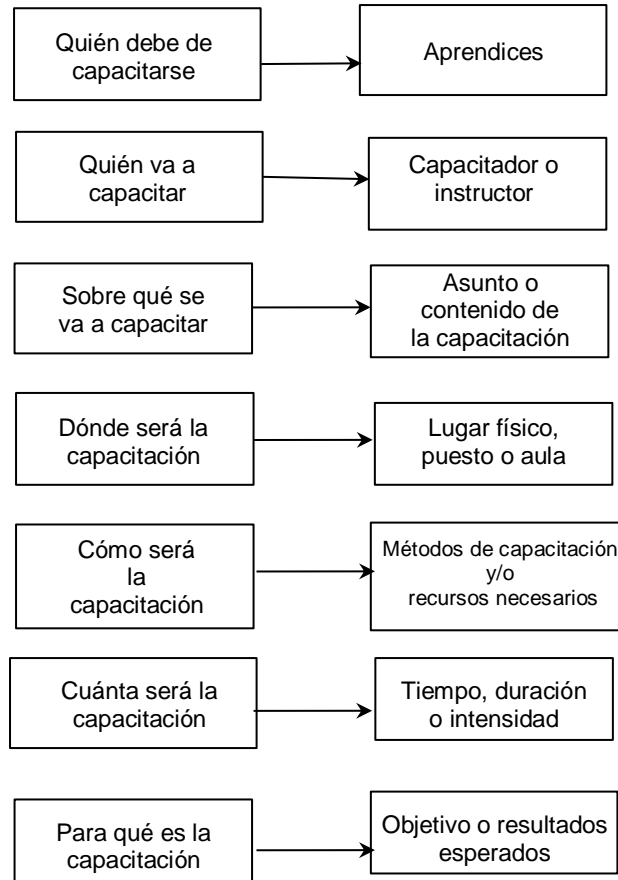 Quién debe de
capacitarse
Aprendices
Quién va a
capacitar
Capacitador o
instructor
Sobre qué se
va a capacitar
Asunto o
contenido de
la capacitación
Dónde será la
capacitación
Lugar físico,
puesto o aula
Cómo será
la
capacitación
Métodos de capacitación
y/o
recursos necesarios
Cuánta será la
capacitación
Tiempo, duración
o intensidad
Para qué es la
capacitación
Objetivo o resultados
esperados